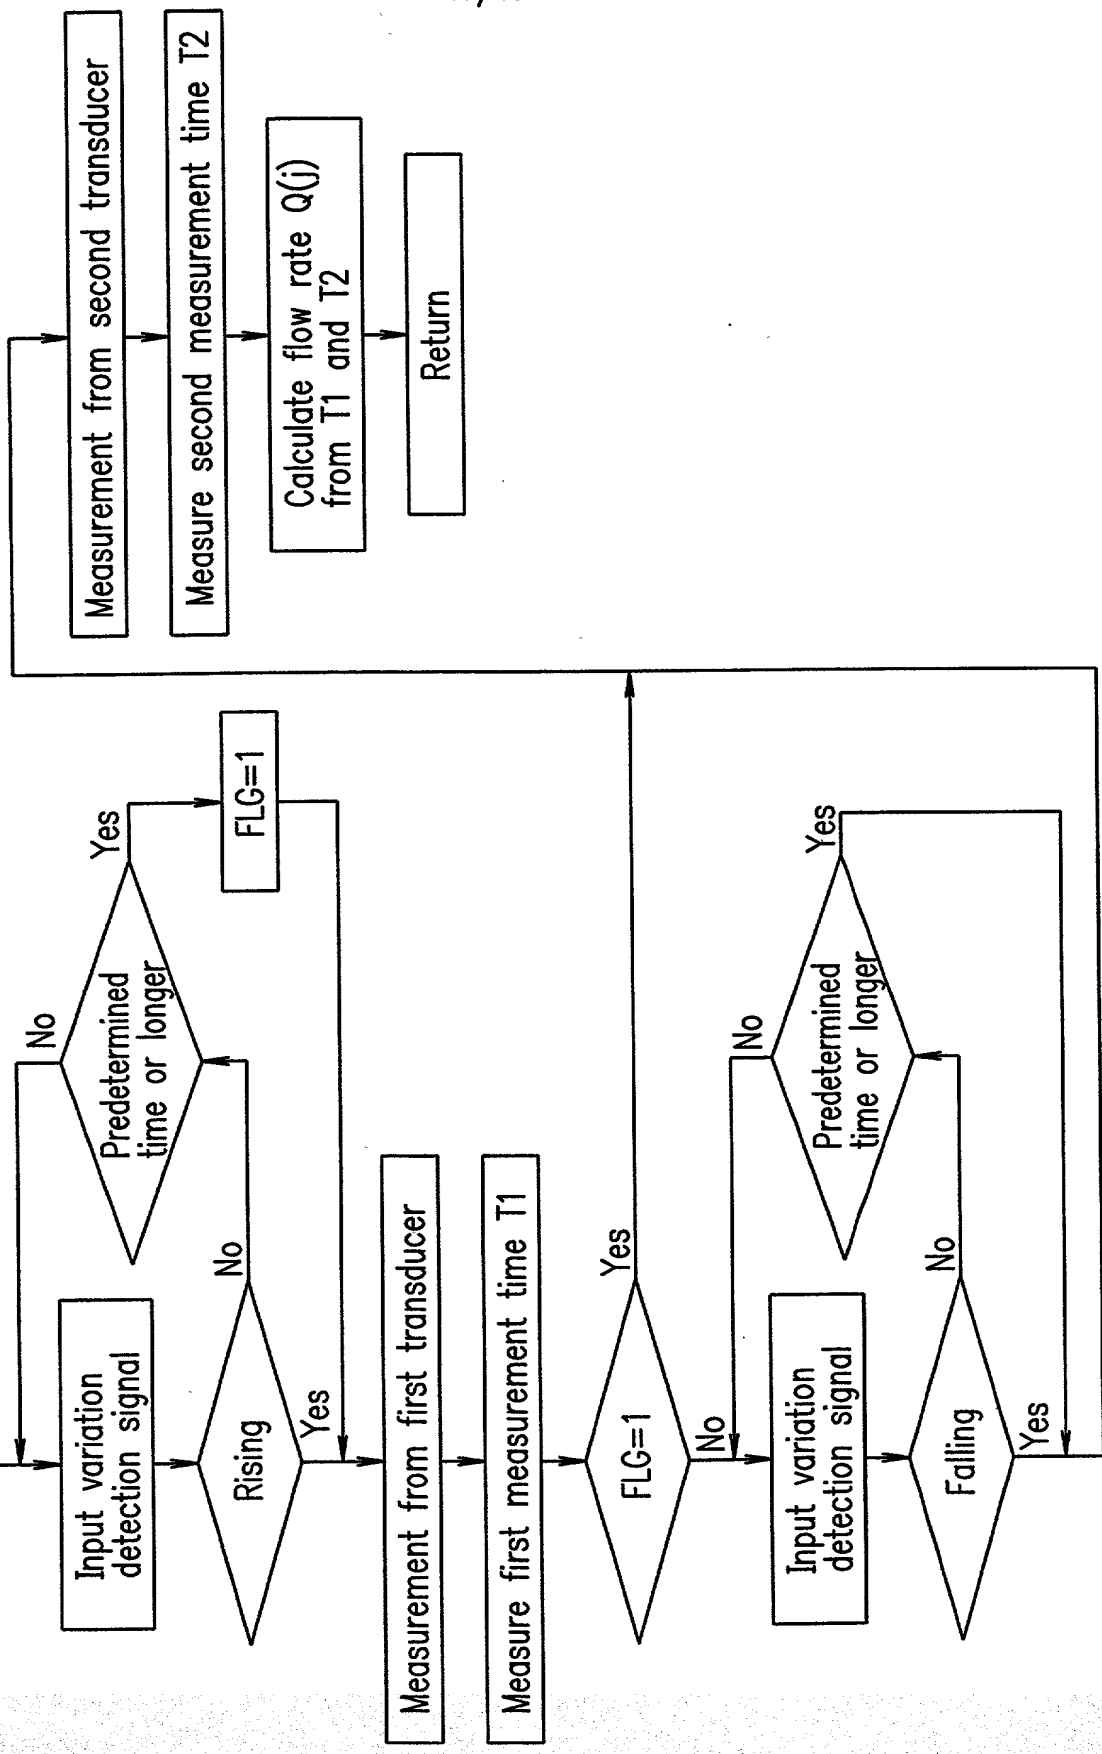 Input variation
detection signal
Rising
No
Yes
Predetermined
time or longer
No
Yes
FLG=1
Measurement from first transducer
Measure first measurement time T1
FLG=1
Yes
No
Input variation
detection signal
Falling
No
Yes
Predetermined
time or longer
No
Yes
Measurement from second transducer
Measure second measurement time T2
Calculate flow rate Q(j)
from T1 and T2
Return